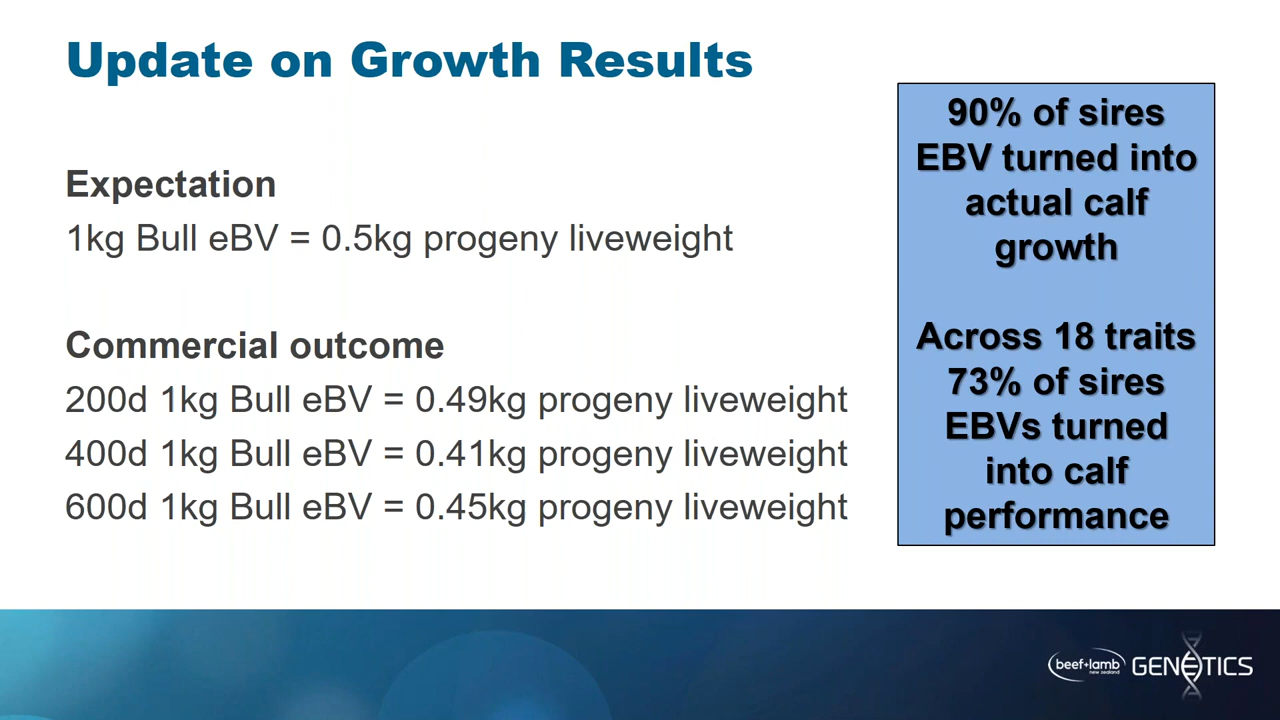 Update on Growth Results
Expectation
1kg Bull eBV = 0.5kg progeny liveweight
Commercial outcome
200d 1kg Bull eBV = 0.49kg progeny liveweight
400d 1kg Bull eBV = 0.41kg progeny liveweight
600d 1kg Bull eBV = 0.45kg progeny liveweight
90% of sires
EBV turned into
actual calf
growth
Across 18 traits
73% of sires
EBVs turned
into calf
performance
beef+lamb
new zealand
GENETICS